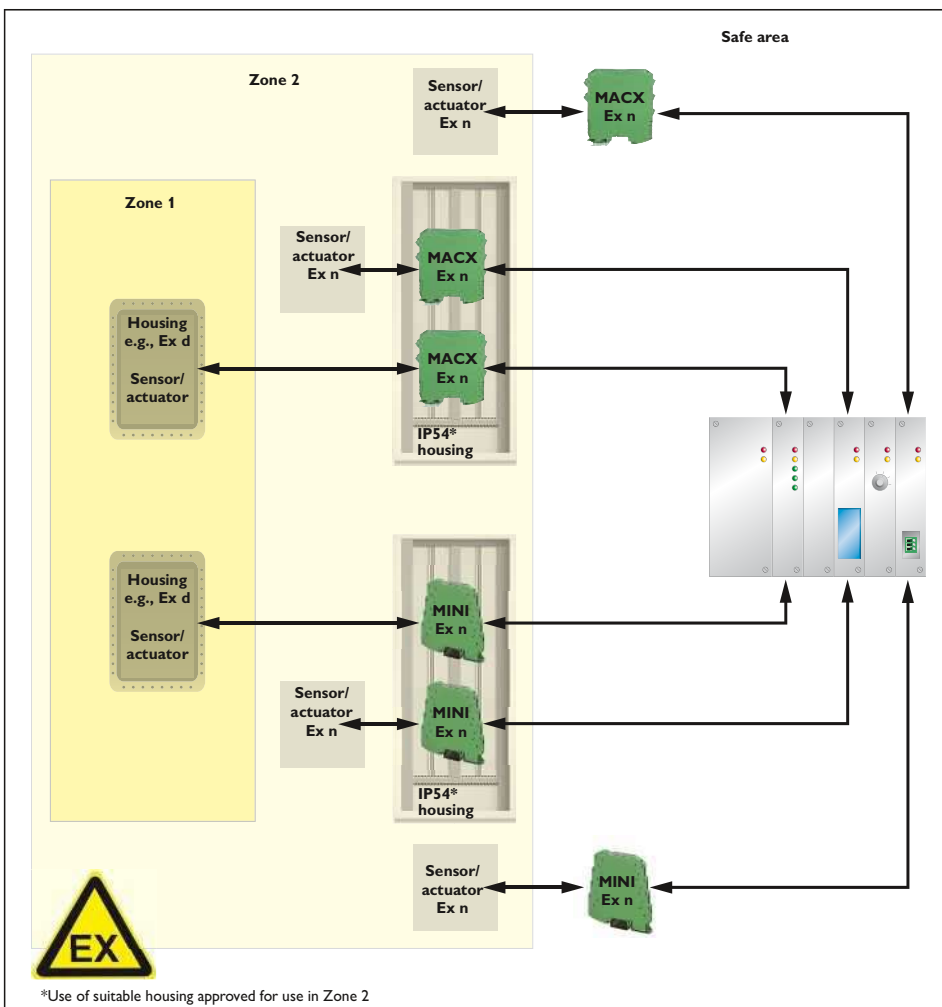 Safe area
Zone 2
Sensor/
actuator
Ex n
MACX
Ex n
Zone 1
Sensor/
actuator
Ex n
MACX
Ex n
Housing
e.g., Ex d
Sensor/
actuator
MACX
Ex n
IP54*
housing
Housing
e.g., Ex d
Sensor/
actuator
MINI
Ex n
Sensor/
actuator
Ex n
MINI
Ex n
IP54*
housing
Sensor/
actuator
Ex n
MINI
Ex n
EX
*Use of suitable housing approved for use in Zone 2